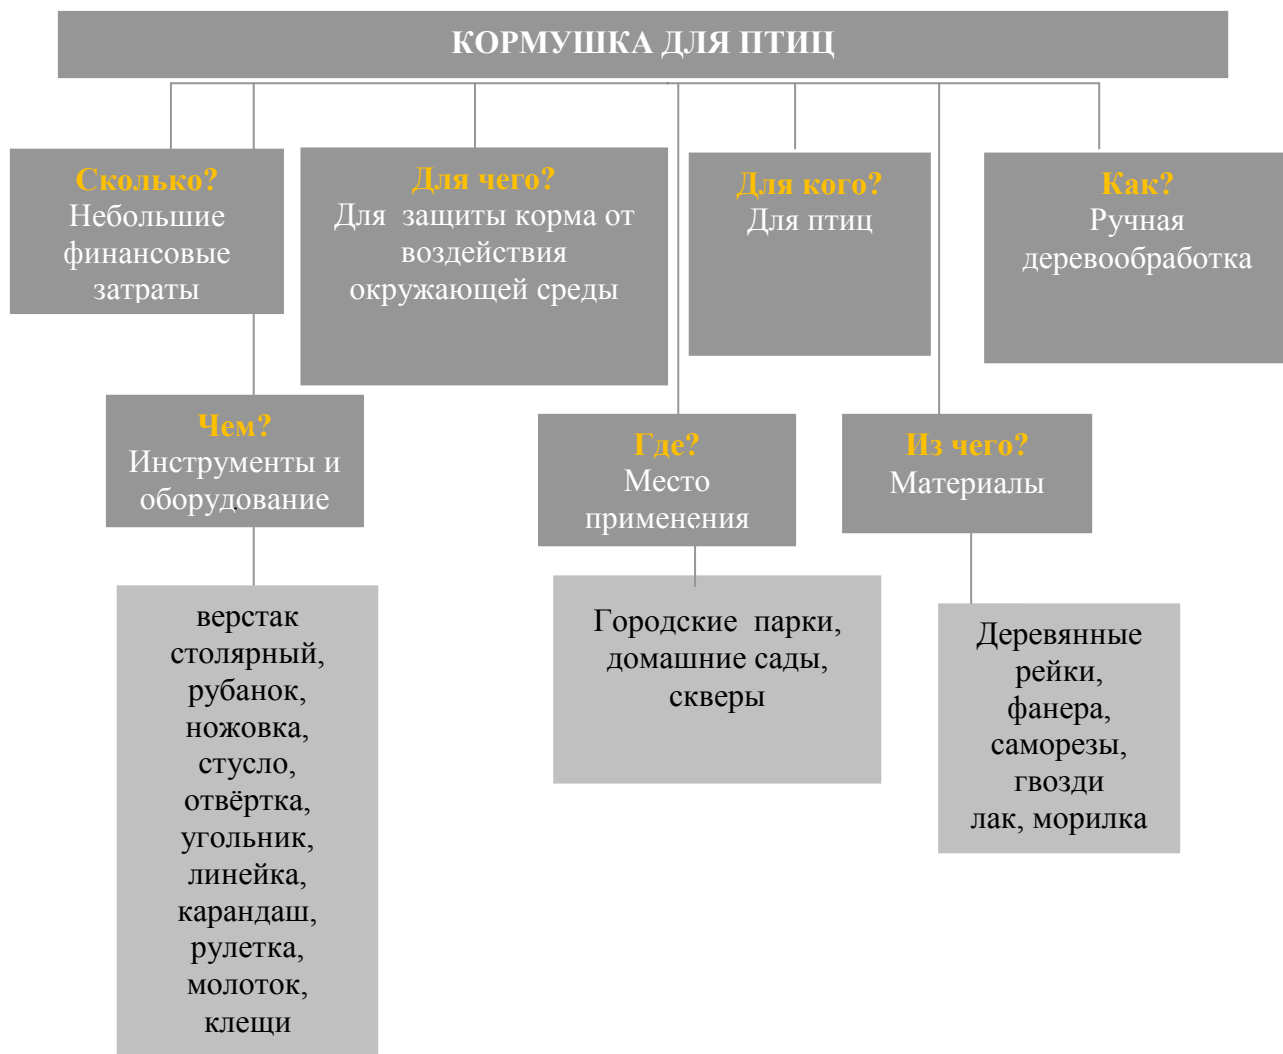 КОРМУШКА ДЛЯ ПТИЦ
Сколько?
Небольшие
финансовые
затраты
Для чего?
Для защиты корма от
воздействия
окружающей среды
Для кого?
Для птиц
Как?
Ручная
деревообработка
Чем?
Инструменты и
оборудование
Где?
Место
применения
Из чего?
Материалы
верстак
столярный,
рубанок,
ножовка,
стусло,
отвёртка,
угольник,
линейка,
карандаш,
рулетка,
молоток,
клещи
Городские парки,
домашние сады,
скверы
Деревянные
рейки,
фанера,
саморезы,
гвозди
лак, морилка